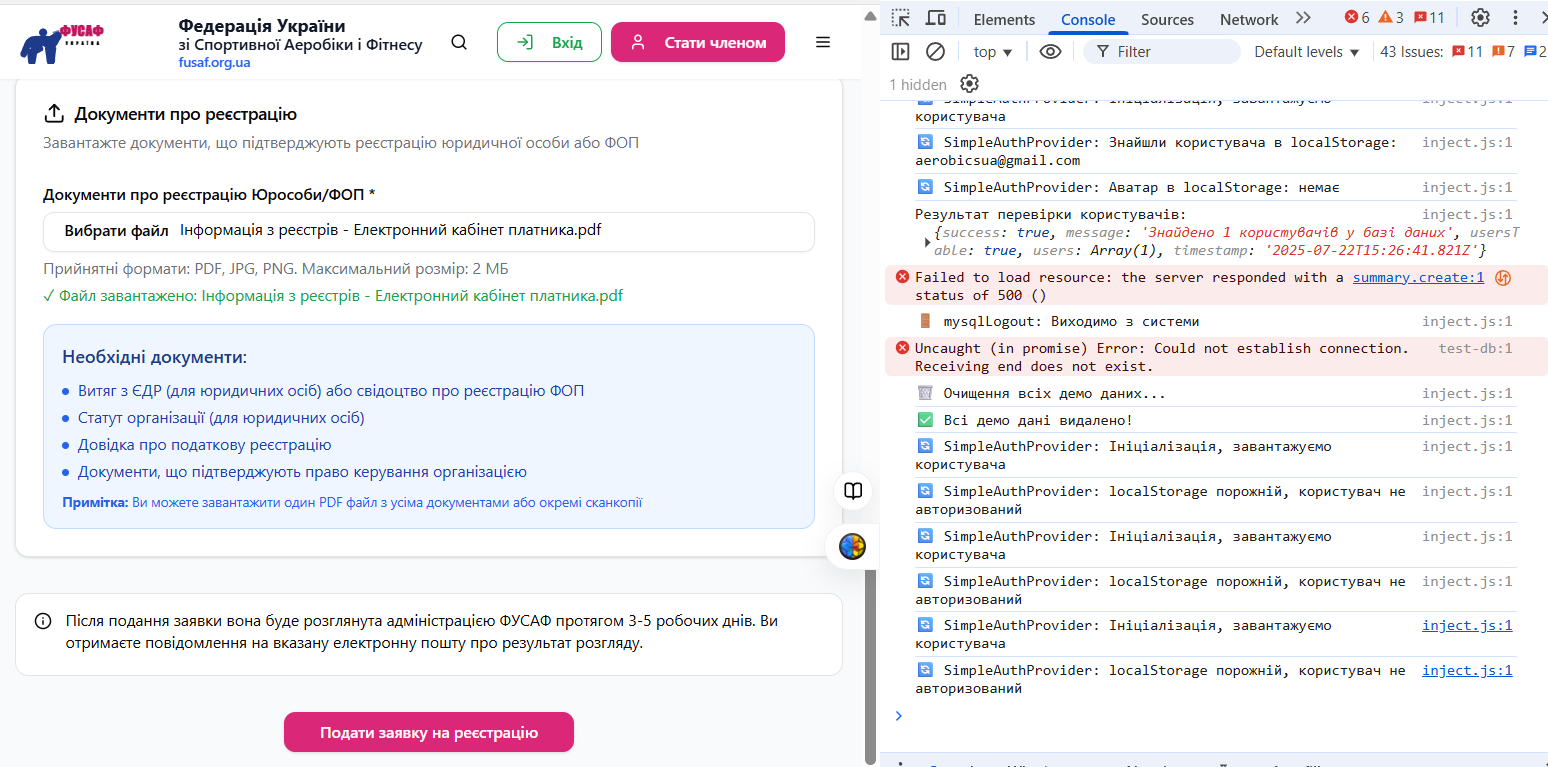 ФУСАФ
УКРАЇНА
Федерація України
зі Спортивної Аеробіки і Фітнесу
fusaf.org.ua
Вхід
Стати членом
Документи про реєстрацію
Завантажте документи, що підтверджують реєстрацію юридичної особи або ФОП
Документи про реєстрацію Юрособи/ФОП *
Вибрати файл Інформація з реєстрів - Електронний кабінет платника.pdf
Прийнятні формати: PDF, JPG, PNG. Максимальний розмір: 2 МБ
✓ Файл завантажено: Інформація з реєстрів - Електронний кабінет платника.pdf
Необхідні документи:
Витяг з ЄДР (для юридичних осіб) або свідоцтво про реєстрацію ФОП
Статут організації (для юридичних осіб)
Довідка про податкову реєстрацію
Документи, що підтверджують право керування організацією
Примітка: Ви можете завантажити один PDF файл з усіма документами або окремі сканкопії
Після подання заявки вона буде розглянута адміністрацією ФУСАФ протягом 3-5 робочих днів. Ви
отримаєте повідомлення на вказану електронну пошту про результат розгляду.
Подати заявку на реєстрацію
Elements Console Sources Network 6 3 11
top Filter Default levels 43 Issues: 11 7 2
1 hidden
SimpleAuthProvider: Ініціалізація, завантажуємо inject.js:1
користувача
SimpleAuthProvider: Знайшли користувача в localStorage: inject.js:1
aerobicsua@gmail.com
SimpleAuthProvider: Аватар в localStorage: немає inject.js:1
Результат перевірки користувачів: inject.js:1
{success: true, message: 'Знайдено 1 користувачів у базі даних', usersT
able: true, users: Array(1), timestamp: '2025-07-22T15:26:41.821Z'}
Failed to load resource: the server responded with a summary.create:1
status of 500 ()
mysqlLogout: Виходимо з системи inject.js:1
Uncaught (in promise) Error: Could not establish connection. test-db:1
Receiving end does not exist.
Очищення всіх демо даних... inject.js:1
Всі демо дані видалено! inject.js:1
SimpleAuthProvider: Ініціалізація, завантажуємо inject.js:1
користувача
SimpleAuthProvider: localStorage порожній, користувач не inject.js:1
авторизований
SimpleAuthProvider: Ініціалізація, завантажуємо inject.js:1
користувача
SimpleAuthProvider: localStorage порожній, користувач не inject.js:1
авторизований
SimpleAuthProvider: Ініціалізація, завантажуємо inject.js:1
користувача
SimpleAuthProvider: localStorage порожній, користувач не inject.js:1
авторизований